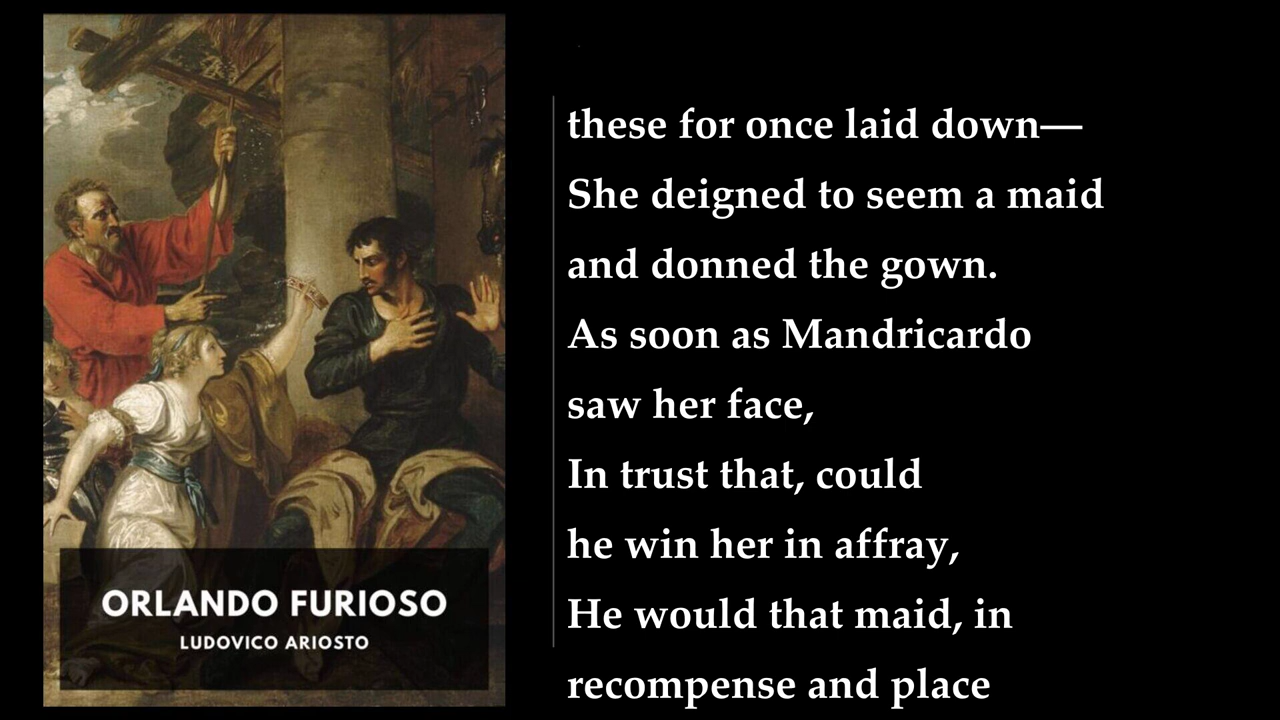 ORLANDO FURIOSO
LUDOVICO ARIOSTO
these for once laid down—
She deigned to seem a maid
and donned the gown.
As soon as Mandricardo
saw her face,
In trust that, could
he win her in affray,
He would that maid, in
recompense and place